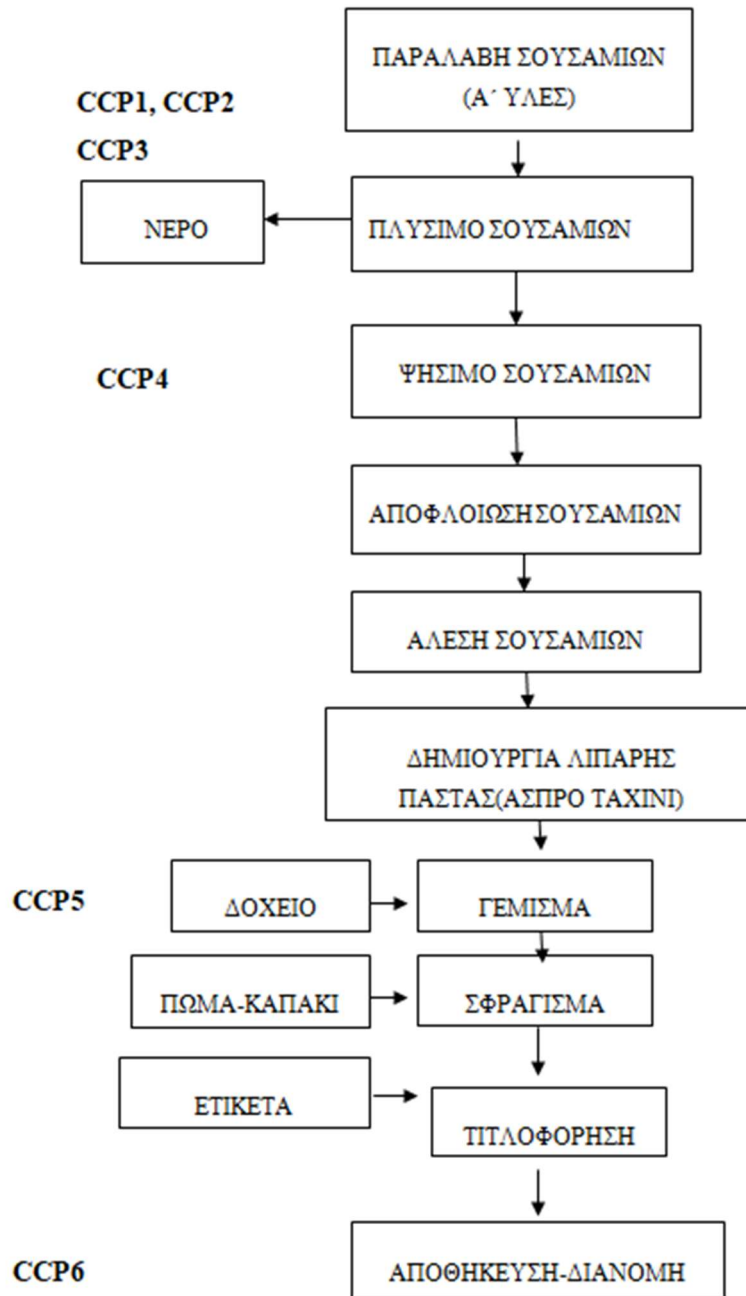 ΠΑΡΑΛΑΒΗ ΣΟΥΣΑΜΙΩΝ
(Α΄ ΥΛΕΣ)
CCP1, CCP2
CCP3
ΝΕΡΟ
ΠΛΥΣΙΜΟ ΣΟΥΣΑΜΙΩΝ
CCP4
ΨΗΣΙΜΟ ΣΟΥΣΑΜΙΩΝ
ΑΠΟΦΛΟΙΩΣΗ ΣΟΥΣΑΜΙΩΝ
ΑΛΕΣΗ ΣΟΥΣΑΜΙΩΝ
ΔΗΜΙΟΥΡΓΙΑ ΛΙΠΑΡΗΣ
ΠΑΣΤΑΣ(ΑΣΠΡΟ ΤΑΧΙΝΙ)
CCP5
ΔΟΧΕΙΟ
ΓΕΜΙΣΜΑ
ΠΩΜΑ-ΚΑΠΑΚΙ
ΣΦΡΑΓΙΣΜΑ
ΕΤΙΚΕΤΑ
ΤΙΤΛΟΦΟΡΗΣΗ
CCP6
ΑΠΟΘΗΚΕΥΣΗ-ΔΙΑΝΟΜΗ